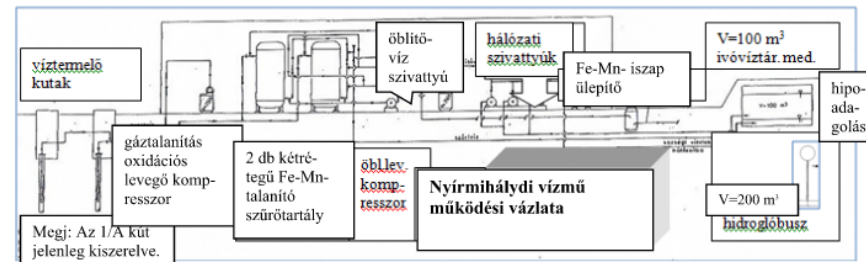 víztermelő
kutak
öblítő-
víz
szivattyú
hálózati
szivattyúk
Fe-Mn- iszap
ülepítő
V=100 m³
ivóvíztár.med.
hipo-
ada-
golás
gáztalanítás
oxidációs
levegő komp-
resszor
2 db kétré-
tegű Fe-Mn-
talanító
szűrőtartály
öbl.lev.
komp-
resszor
Nyírmihálydi vízmű
működési vázlata
V=100 m³
V=200 m³
hidroglóbusz
Megj: Az 1/A kút
jelenleg kiszerelve.